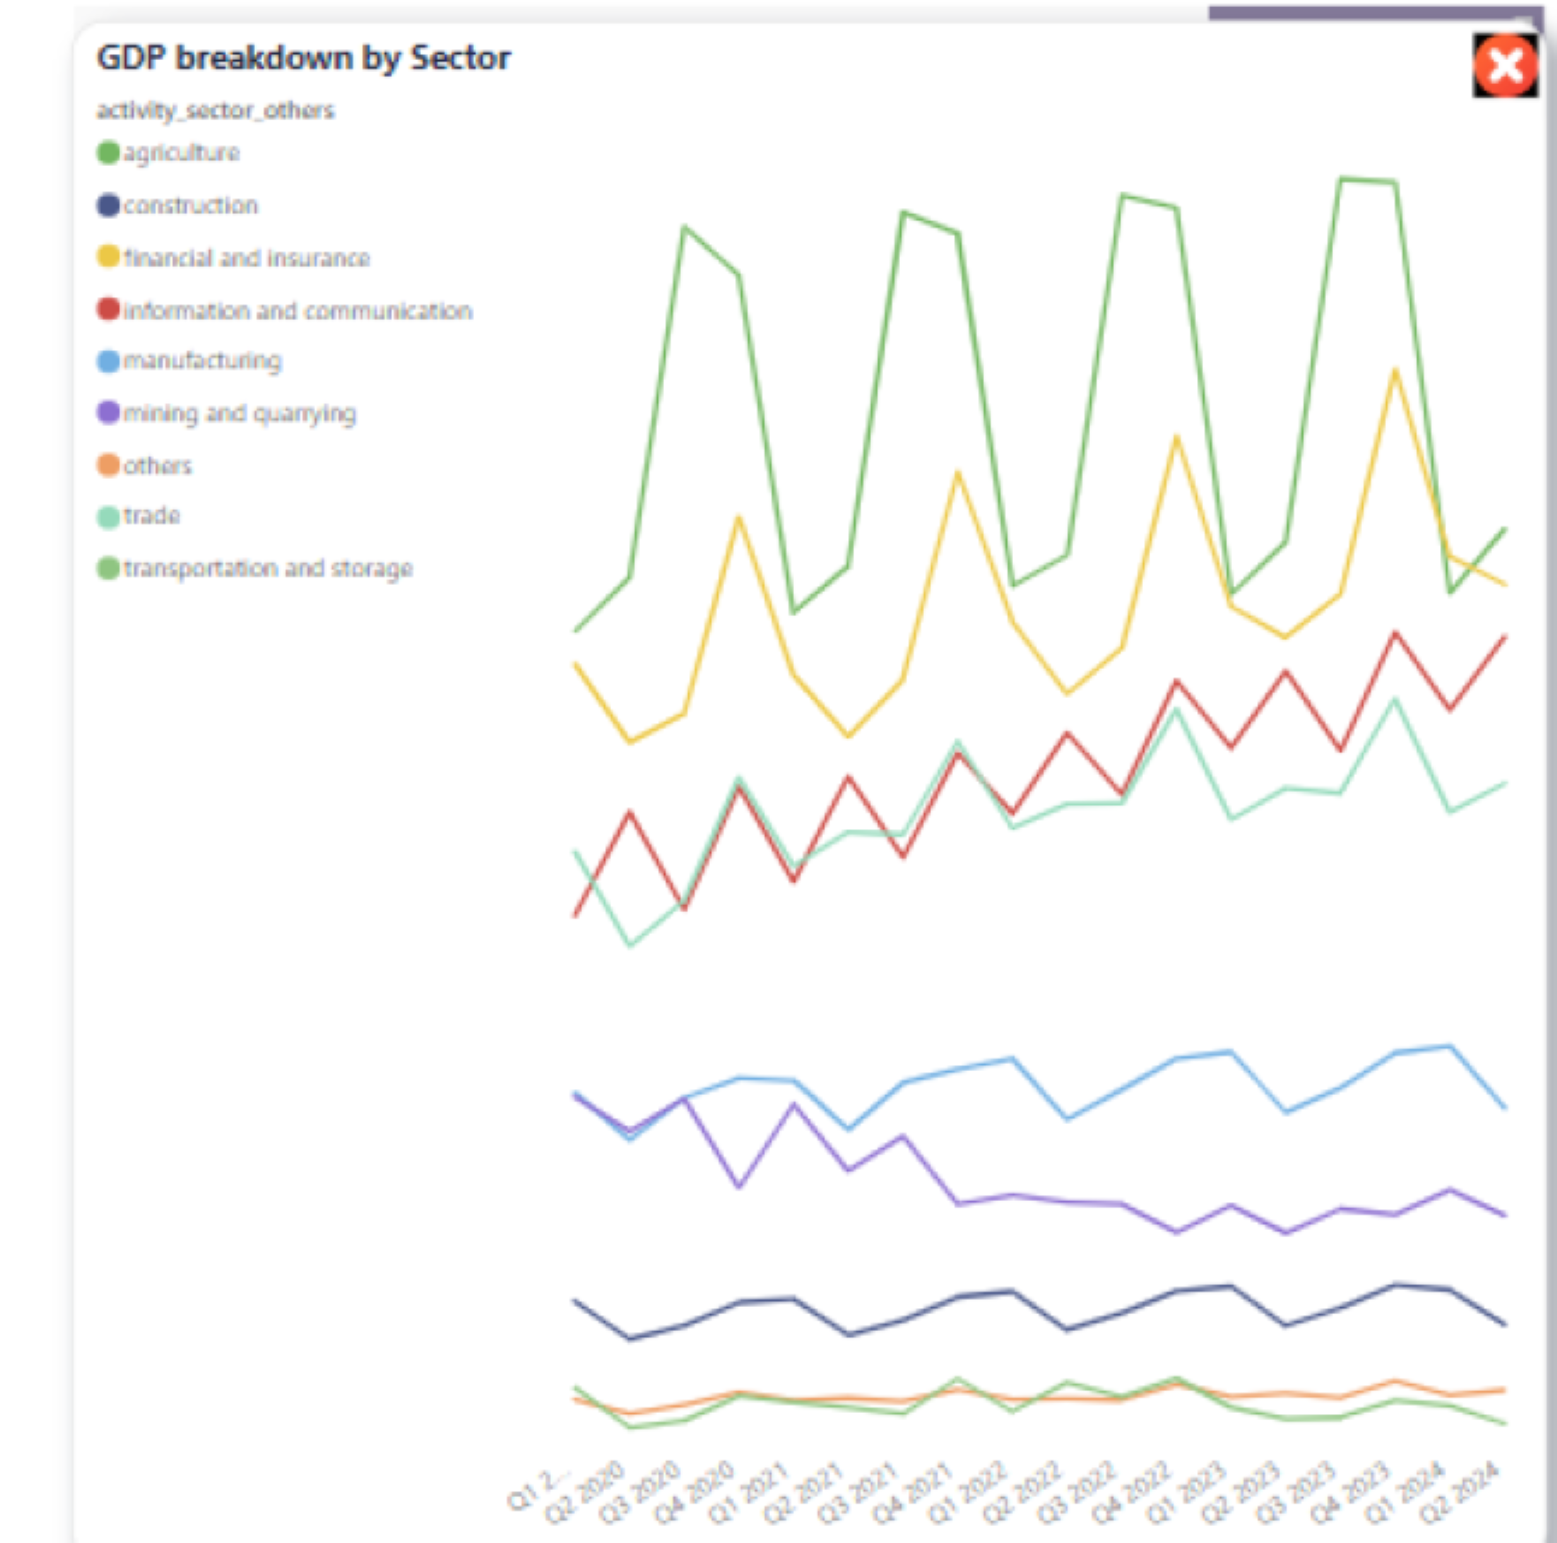 GDP breakdown by Sector
activity_sector_others
agriculture
construction
financial and insurance
information and communication
manufacturing
mining and quarrying
others
trade
transportation and storage
Q1 2...
Q2 2020
Q3 2020
Q4 2020
Q1 2021
Q2 2021
Q3 2021
Q4 2021
Q1 2022
Q2 2022
Q3 2022
Q4 2022
Q1 2023
Q2 2023
Q3 2023
Q4 2023
Q1 2024
Q2 2024